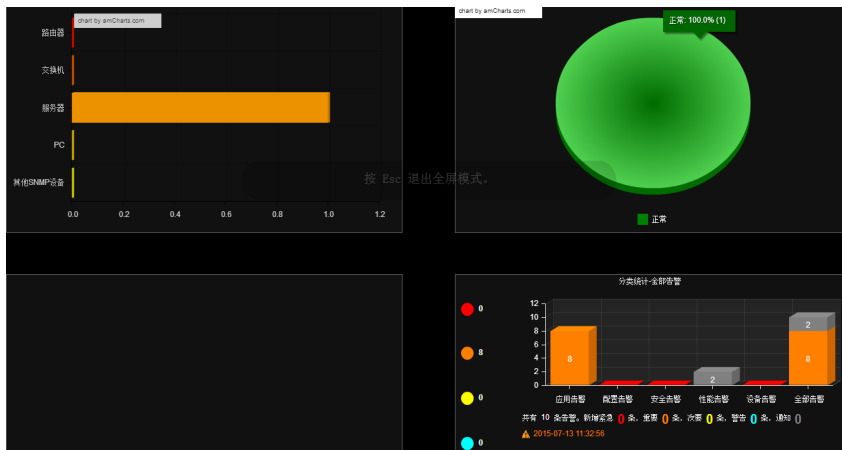 chart by amCharts.com
路由器
交换机
服务器
PC
其他SNMP设备
0.0 0.2 0.4 0.6 0.8 1.0 1.2
chart by amCharts.com
正常: 100.0% (1)
正常
按 Esc 退出全屏模式。
分类统计-全部告警
0
8
0
0
12
10
8
6
4
2
0
8
2
2
8
应用告警 配置告警 安全告警 性能告警 设备告警 全部告警
共有 10 条告警。新增紧急 0 条，重要 0 条，次要 0 条，警告 0 条，通知 0
2015-07-13 11:32:56